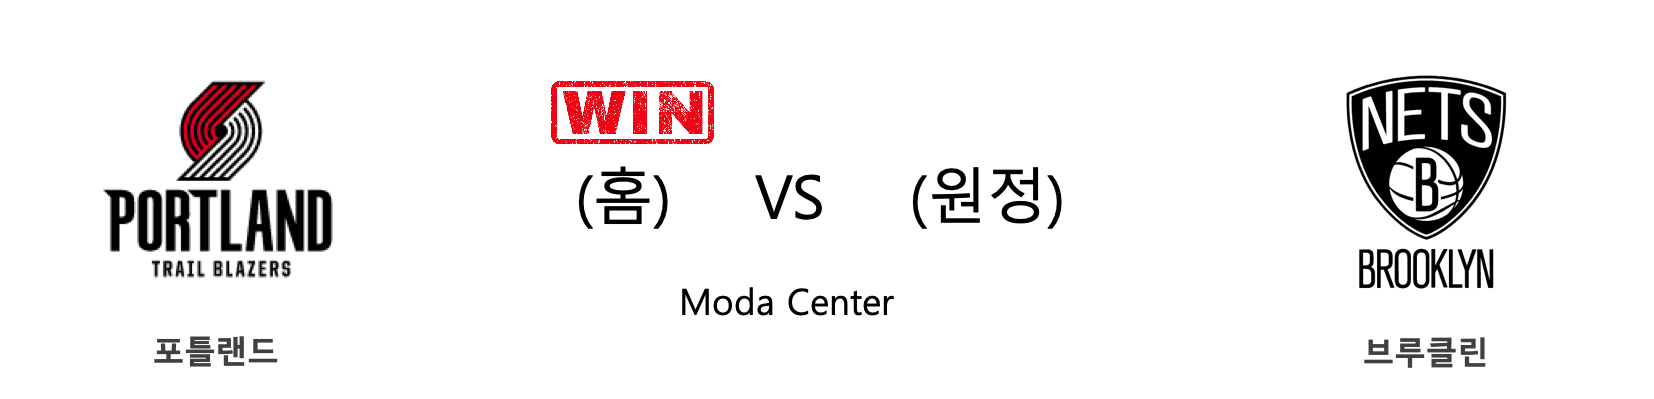 WIN
(홈) VS (원정)
PORTLAND
TRAIL BLAZERS
포틀랜드
Moda Center
NETS
B
BROOKLYN
브루클린